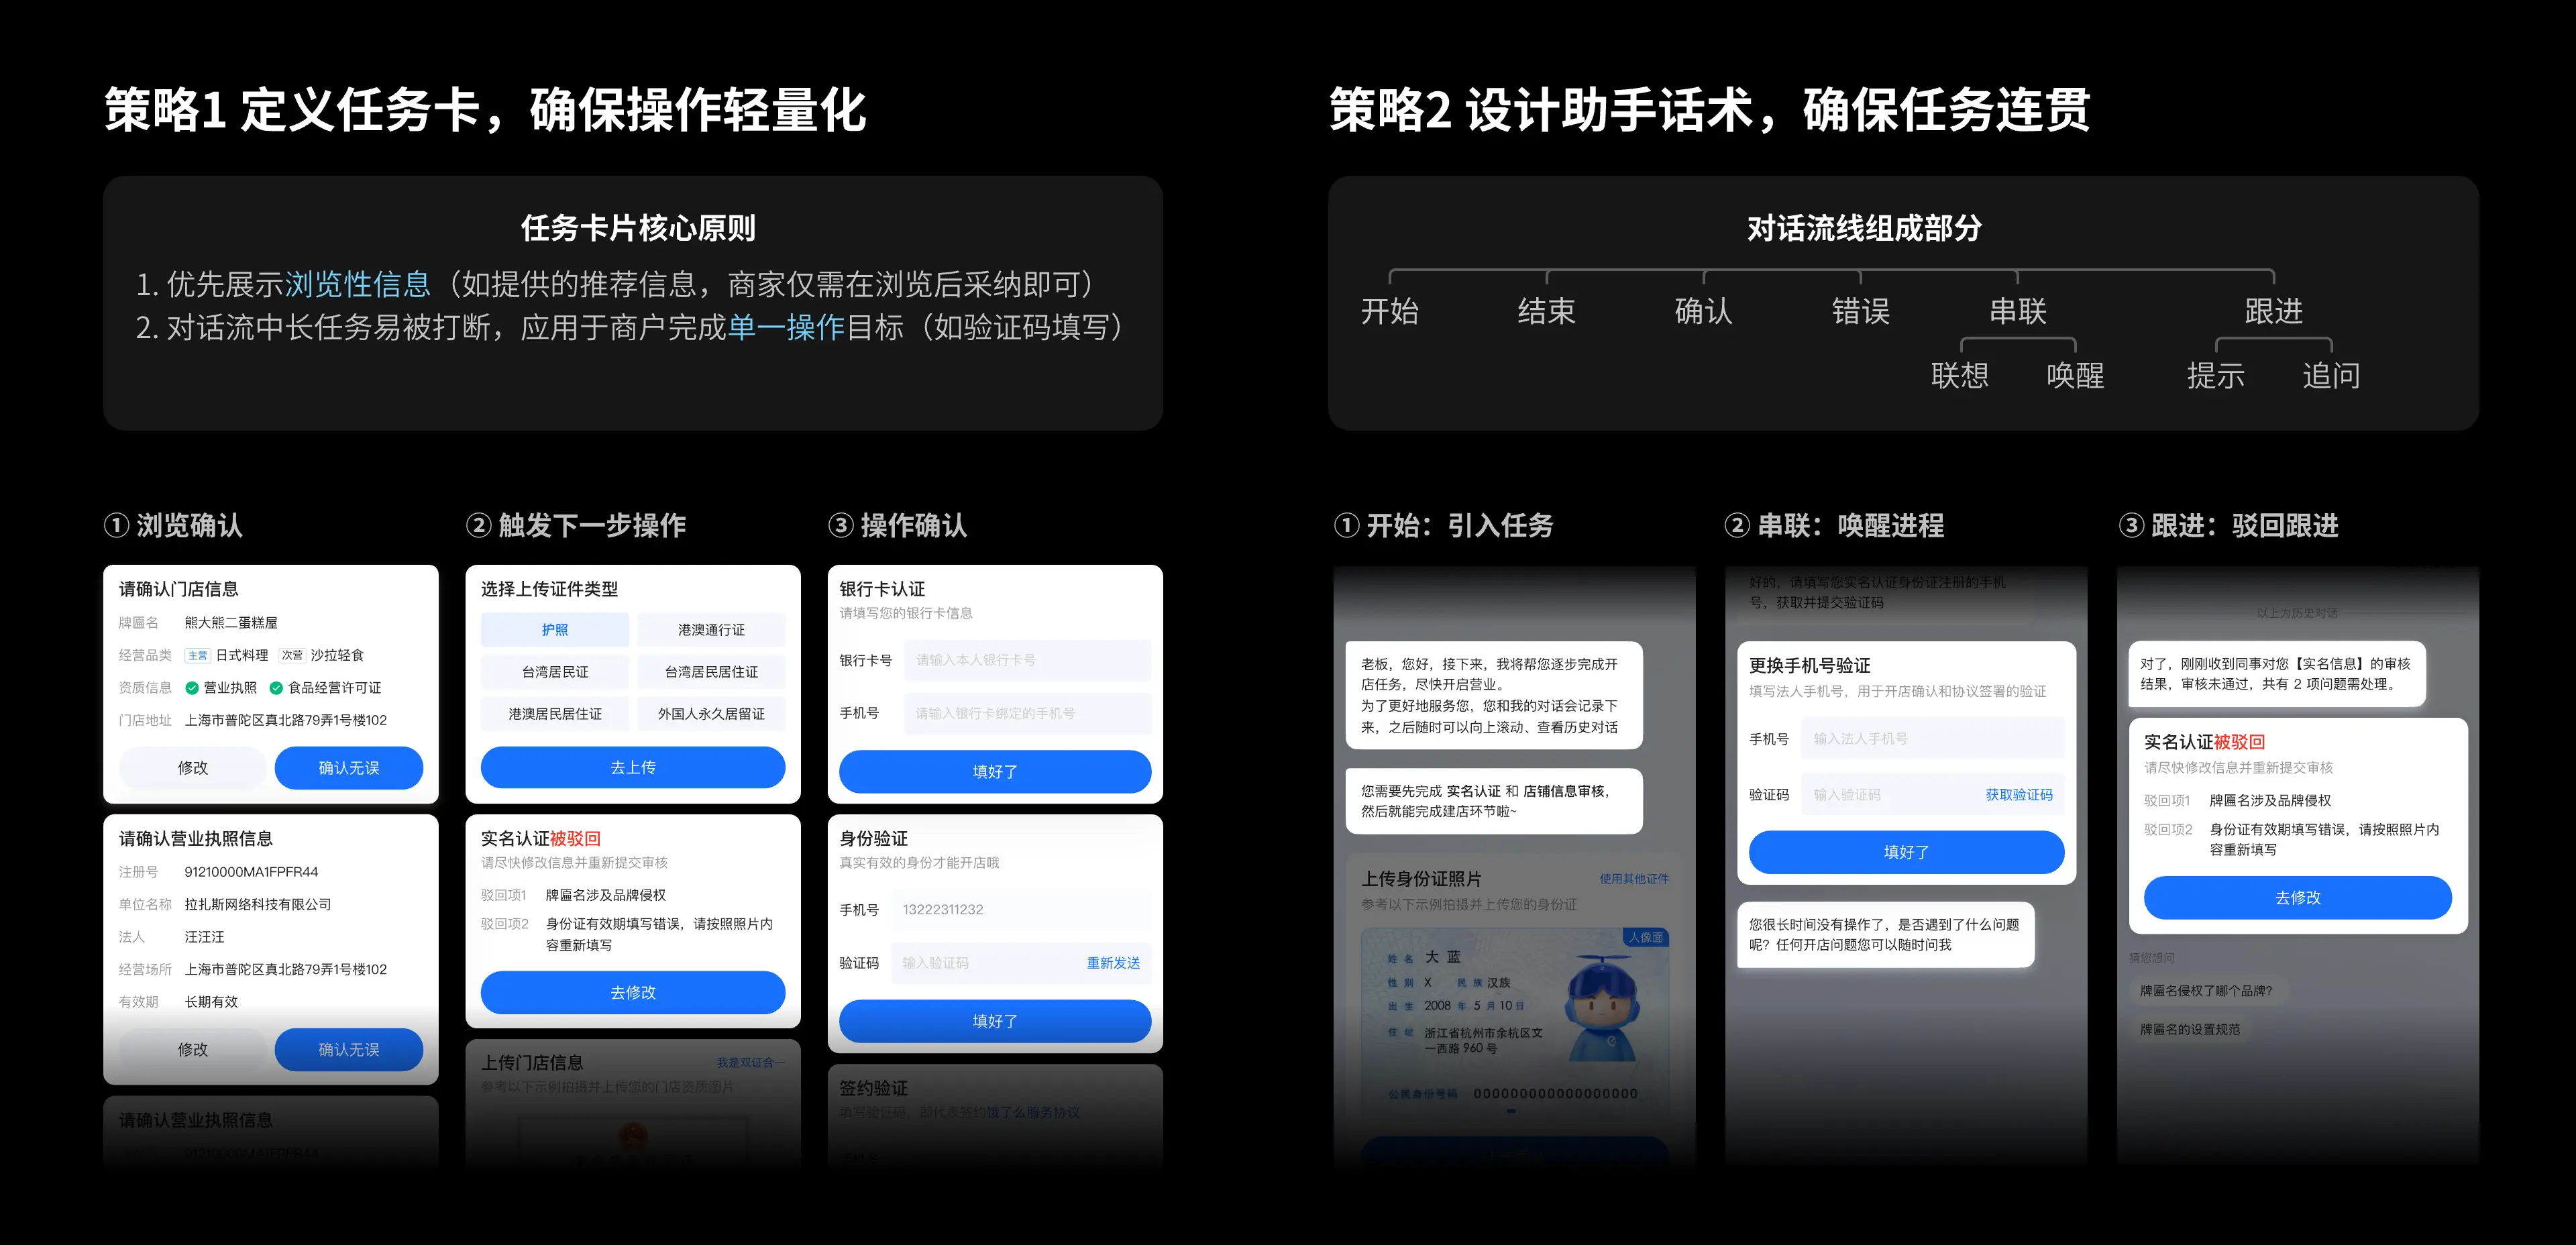 策略1 定义任务卡，确保操作轻量化
任务卡片核心原则
1. 优先展示浏览性信息（如提供的推荐信息，商家仅需在浏览后采纳即可）
2. 对话流中长任务易被打断，应用于商户完成单一操作目标（如验证码填写）
① 浏览确认
请确认门店信息
牌匾名 熊大熊二蛋糕屋
经营品类 主营 日式料理 次营 沙拉轻食
资质信息 营业执照 食品经营许可证
门店地址 上海市普陀区真北路79弄1号楼102
修改 确认无误
请确认营业执照信息
注册号 91210000MA1FPFR44
单位名称 拉扎斯网络科技有限公司
法人 汪汪汪
经营场所 上海市普陀区真北路79弄1号楼102
有效期 长期有效
修改 确认无误
请确认营业执照信息
91210000MA1FPFR44
② 触发下一步操作
选择上传证件类型
护照 港澳通行证
台湾居民证 台湾居民居住证
港澳居民居住证 外国人永久居留证
去上传
实名认证被驳回
请尽快修改信息并重新提交审核
驳回项1 牌匾名涉及品牌侵权
驳回项2 身份证有效期填写错误，请按照照片内
容重新填写
去修改
上传门店信息 我是双证合一
参考以下示例拍摄并上传您的门店资质图片
③ 操作确认
银行卡认证
请填写您的银行卡信息
银行卡号 请输入本人银行卡号
手机号 请输入银行卡绑定的手机号
填好了
身份验证
真实有效的身份才能开店哦
手机号 13222311232
验证码 输入验证码 重新发送
填好了
签约验证
填写验证码，即代表签约饿了么服务协议
策略2 设计助手话术，确保任务连贯
对话流线组成部分
开始 结束 确认 错误 串联 跟进
联想 唤醒 提示 追问
① 开始：引入任务
老板，您好，接下来，我将帮您逐步完成开
店任务，尽快开启营业。
为了更好地服务您，您和我的对话会记录下
来，之后随时可以向上滚动、查看历史对话
您需要先完成 实名认证 和 店铺信息审核，
然后就能完成建店环节啦~
上传身份证照片 使用其他证件
参考以下示例拍摄并上传您的身份证
人像面
姓名 大 蓝
性别 X 民族 汉族
出生 2008 年 5 月 10 日
住址 浙江省杭州市余杭区文
一西路 960 号
公民身份号码 000000000000000000
② 串联：唤醒进程
好的，请填写您实名认证身份证注册的手机
号，获取并提交验证码
更换手机号验证
填写法人手机号，用于开店确认和协议签署的验证
手机号 输入法人手机号
验证码 输入验证码 获取验证码
填好了
您很长时间没有操作了，是否遇到了什么问题
呢？任何开店问题您可以随时问我
③ 跟进：驳回跟进
以上为历史对话
对了，刚刚收到同事对您【实名信息】的审核
结果，审核未通过，共有 2 项问题需处理。
实名认证被驳回
请尽快修改信息并重新提交审核
驳回项1 牌匾名涉及品牌侵权
驳回项2 身份证有效期填写错误，请按照照片内
容重新填写
去修改
猜您想问
牌匾名侵权了哪个品牌？
牌匾名的设置规范